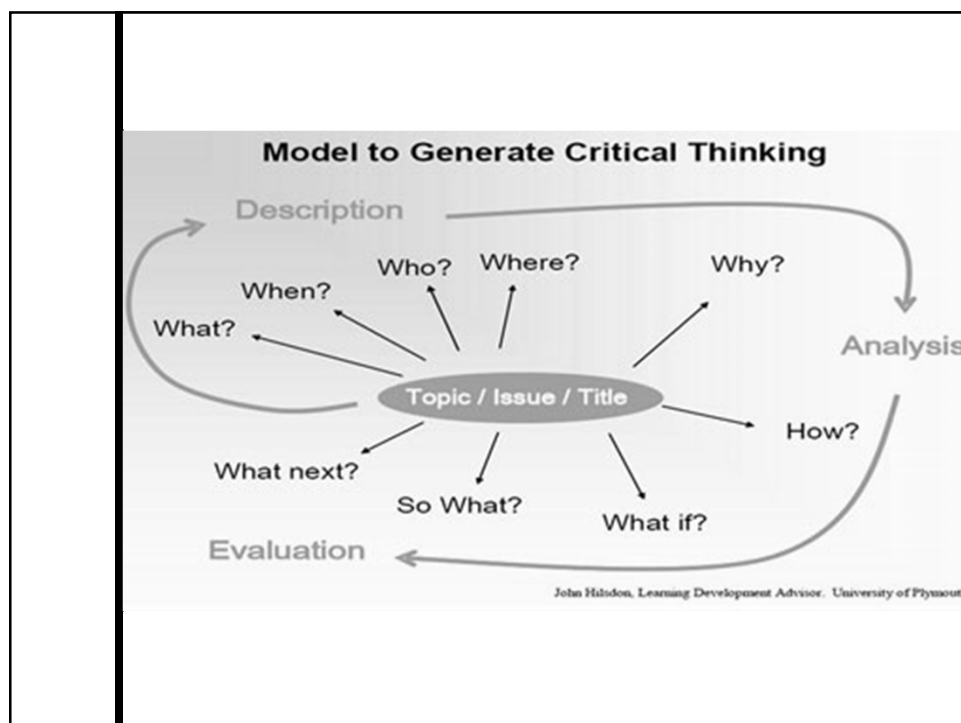 Model to Generate Critical Thinking
Description
Who?
Where?
Why?
When?
What?
Analysis
Topic / Issue / Title
How?
What next?
So What?
What if?
Evaluation
John Hilsdon, Learning Development Advisor. University of Plymout